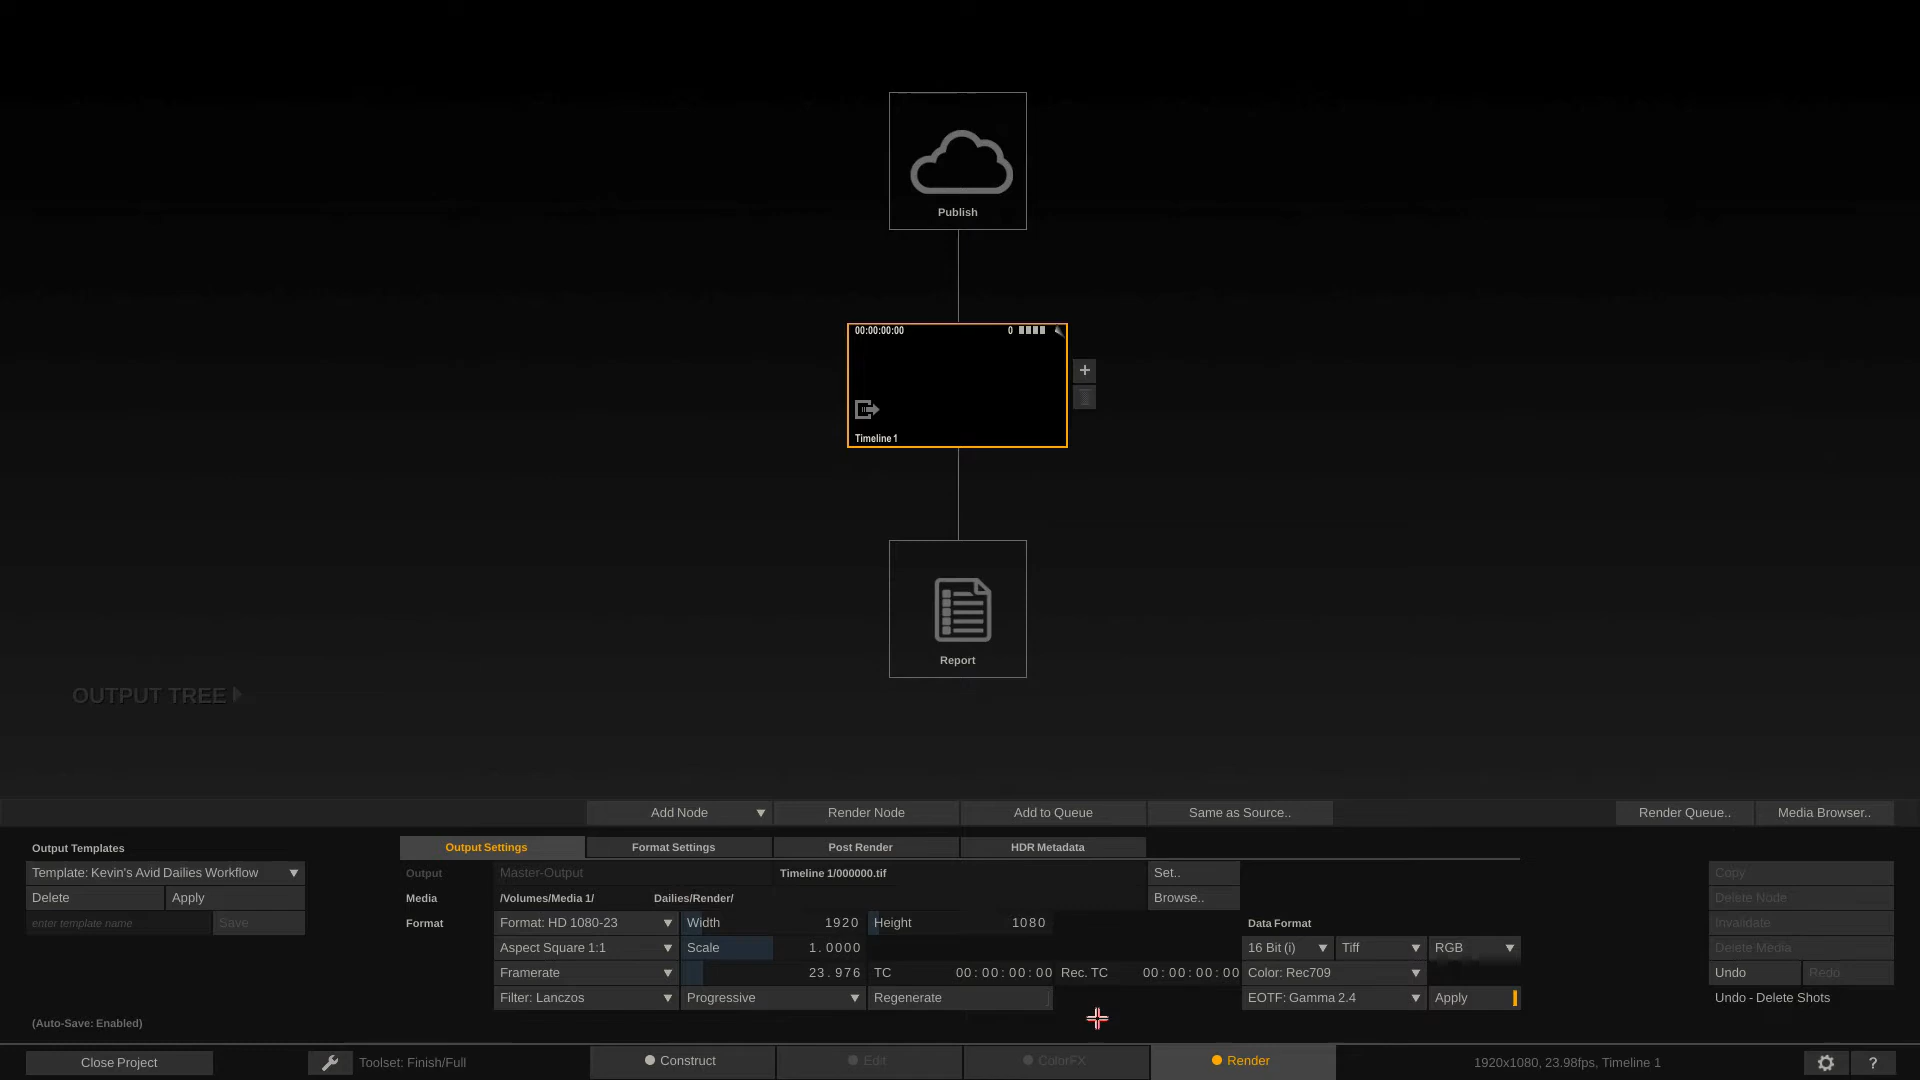 Publish
00:00:00:00 0
+
Timeline 1
Report
OUTPUT TREE
Add Node Render Node Add to Queue Same as Source.. Render Queue.. Media Browser..
Output Templates Output Settings Format Settings Post Render HDR Metadata
Template: Kevin's Avid Dailies Workflow Output Master-Output Timeline 1/000000.tif Set.. Copy
Delete Apply Media /Volumes/Media 1/ Dailies/Render/ Browse.. Delete Node
enter template name Save Format Format: HD 1080-23 Width 1920 Height 1080 Data Format Invalidate
Aspect Square 1:1 Scale 1.0000 16 Bit (i) Tiff RGB Delete Media
Framerate 23.976 TC 00:00:00:00 Rec. TC 00:00:00:00 Color: Rec709 Undo Redo
Filter: Lanczos Progressive Regenerate EOTF: Gamma 2.4 Apply Undo - Delete Shots
(Auto-Save: Enabled)
Close Project Toolset: Finish/Full Construct Edit ColorFX Render 1920x1080, 23.98fps, Timeline 1 ?